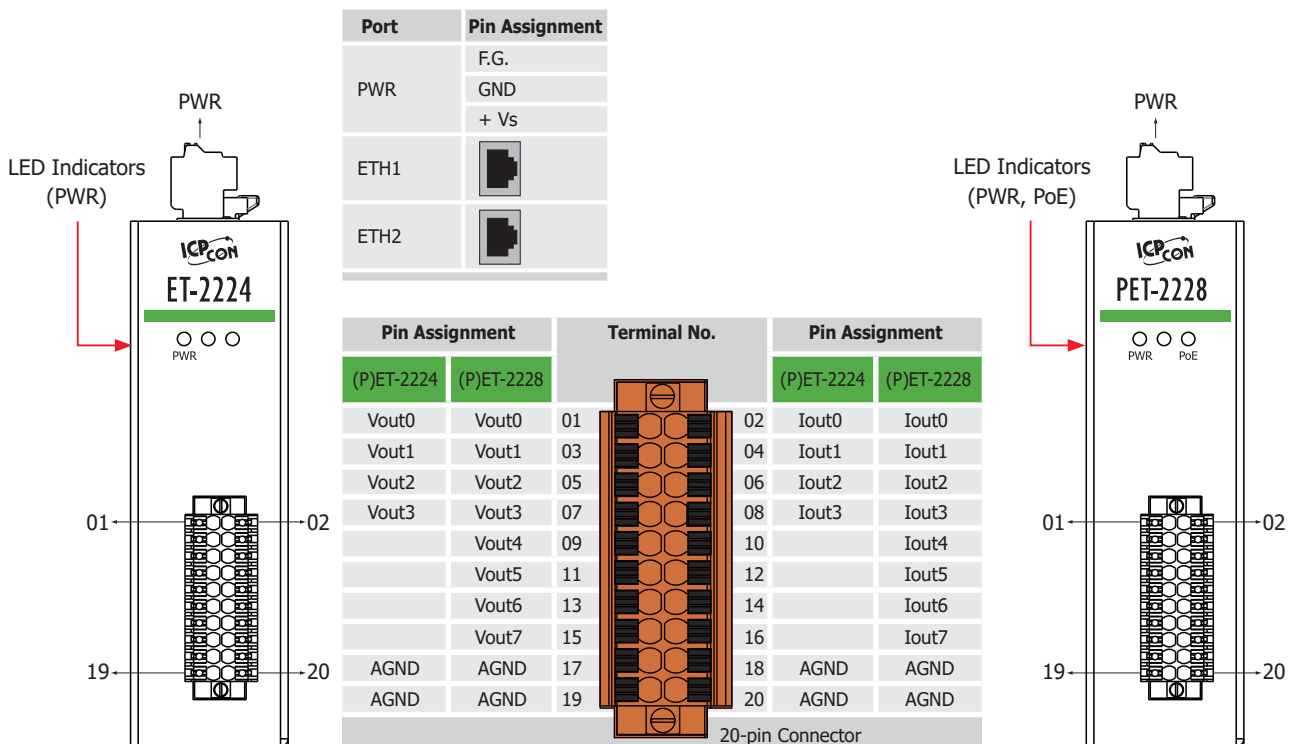 Port Pin Assignment
PWR
F.G.
GND
+ Vs
ETH1
ETH2
PWR
LED Indicators
(PWR)
ICP CON
ET-2224
PWR
01
02
19
20
Pin Assignment Terminal No. Pin Assignment
(P)ET-2224 (P)ET-2228 (P)ET-2224 (P)ET-2228
Vout0 Vout0 01 02 Iout0 Iout0
Vout1 Vout1 03 04 Iout1 Iout1
Vout2 Vout2 05 06 Iout2 Iout2
Vout3 Vout3 07 08 Iout3 Iout3
Vout4 09 10 Iout4
Vout5 11 12 Iout5
Vout6 13 14 Iout6
Vout7 15 16 Iout7
AGND AGND 17 18 AGND AGND
AGND AGND 19 20 AGND AGND
20-pin Connector
PWR
LED Indicators
(PWR, PoE)
ICP CON
PET-2228
PWR PoE
01
02
19
20